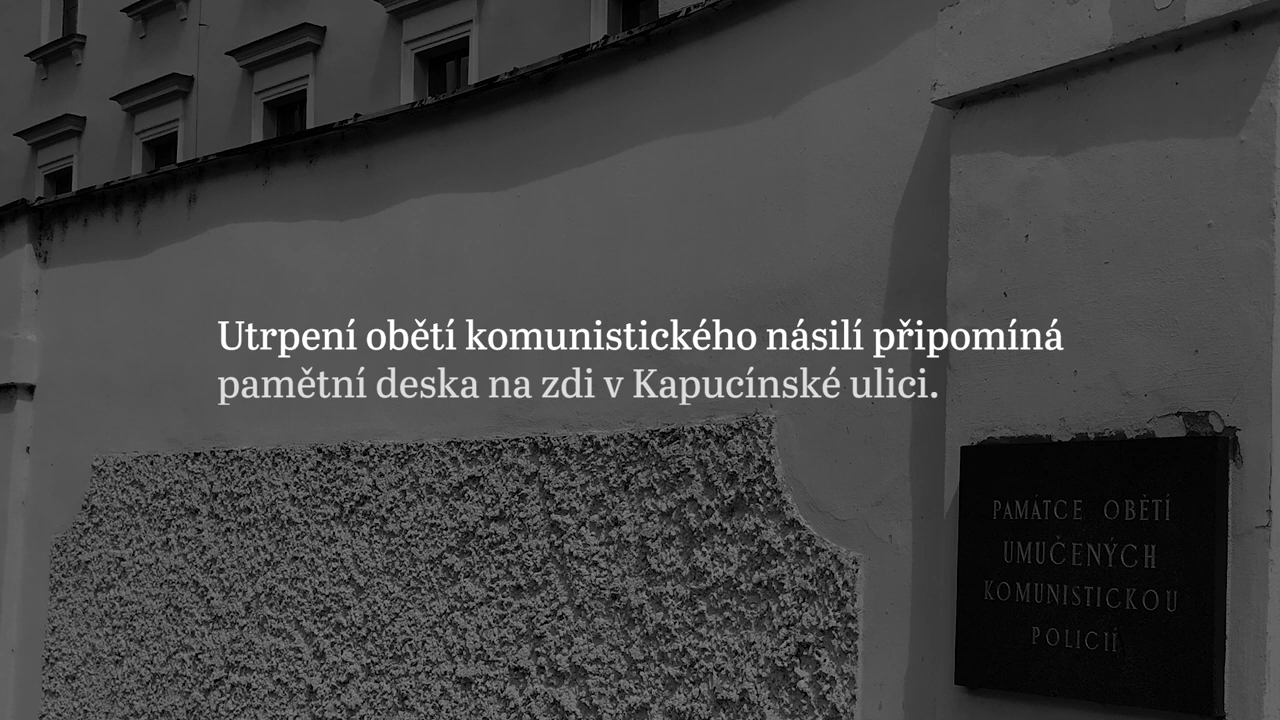 Utrpení obětí komunistického násilí připomíná
pamětní deska na zdi v Kapucínské ulici.
PAMÁTCE OBĚTÍ
UMUČENÝCH
KOMUNISTICKOU
POLICIÍ